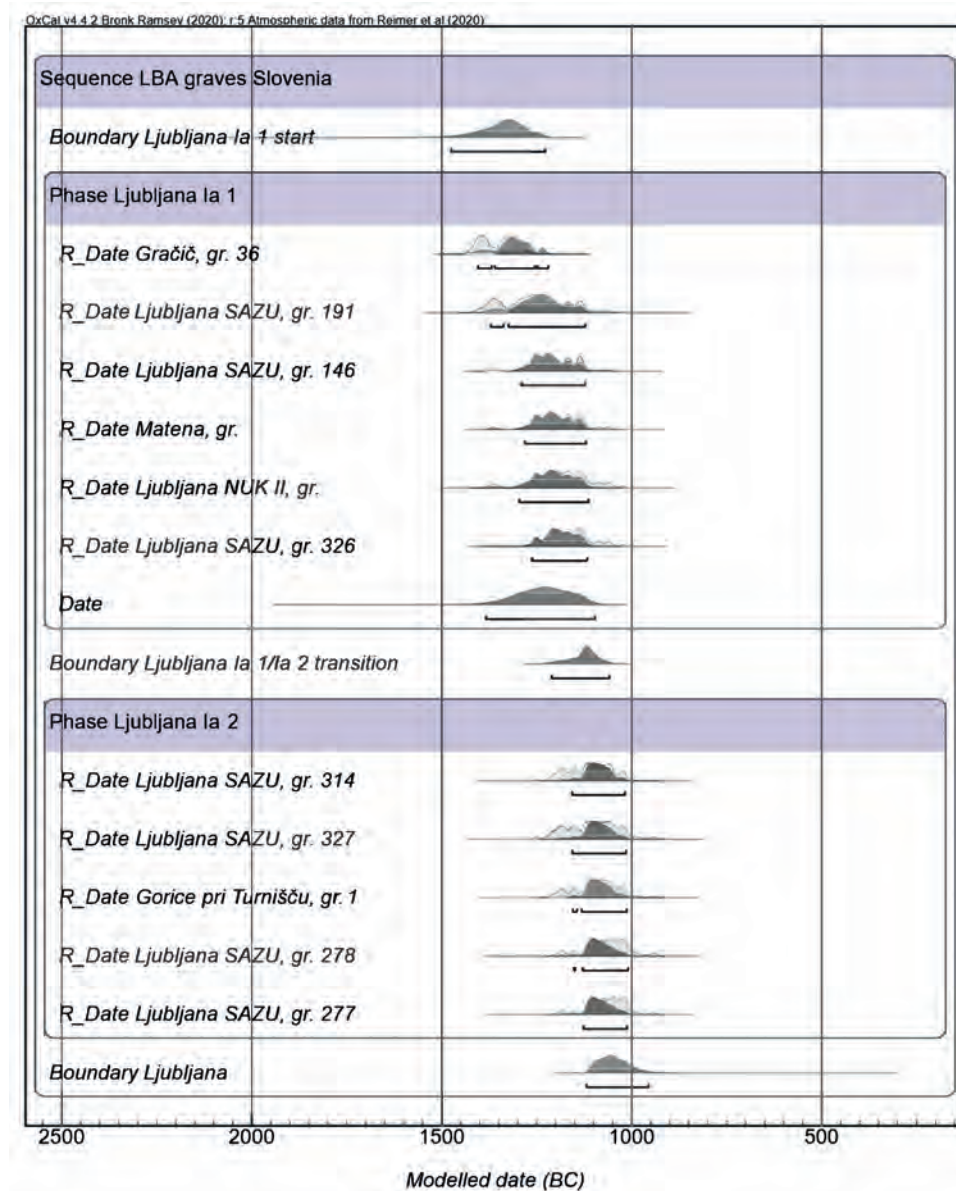 OxCal v4.4.2 Bronk Ramsey (2020); r:5 Atmospheric data from Reimer et al (2020)
Sequence LBA graves Slovenia
Boundary Ljubljana Ia 1 start
Phase Ljubljana Ia 1
R_Date Gračič, gr. 36
R_Date Ljubljana SAZU, gr. 191
R_Date Ljubljana SAZU, gr. 146
R_Date Matena, gr.
R_Date Ljubljana NUK II, gr.
R_Date Ljubljana SAZU, gr. 326
Date
Boundary Ljubljana Ia 1/Ia 2 transition
Phase Ljubljana Ia 2
R_Date Ljubljana SAZU, gr. 314
R_Date Ljubljana SAZU, gr. 327
R_Date Gorice pri Turnišču, gr. 1
R_Date Ljubljana SAZU, gr. 278
R_Date Ljubljana SAZU, gr. 277
Boundary Ljubljana
2500 2000 1500 1000 500
Modelled date (BC)